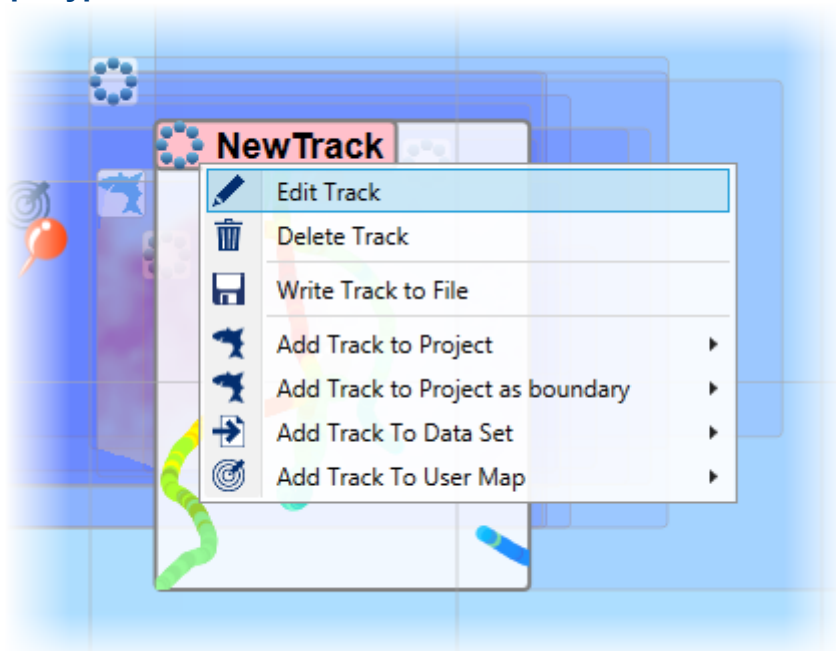 NewTrack
Edit Track
Delete Track
Write Track to File
Add Track to Project
Add Track to Project as boundary
Add Track To Data Set
Add Track To User Map